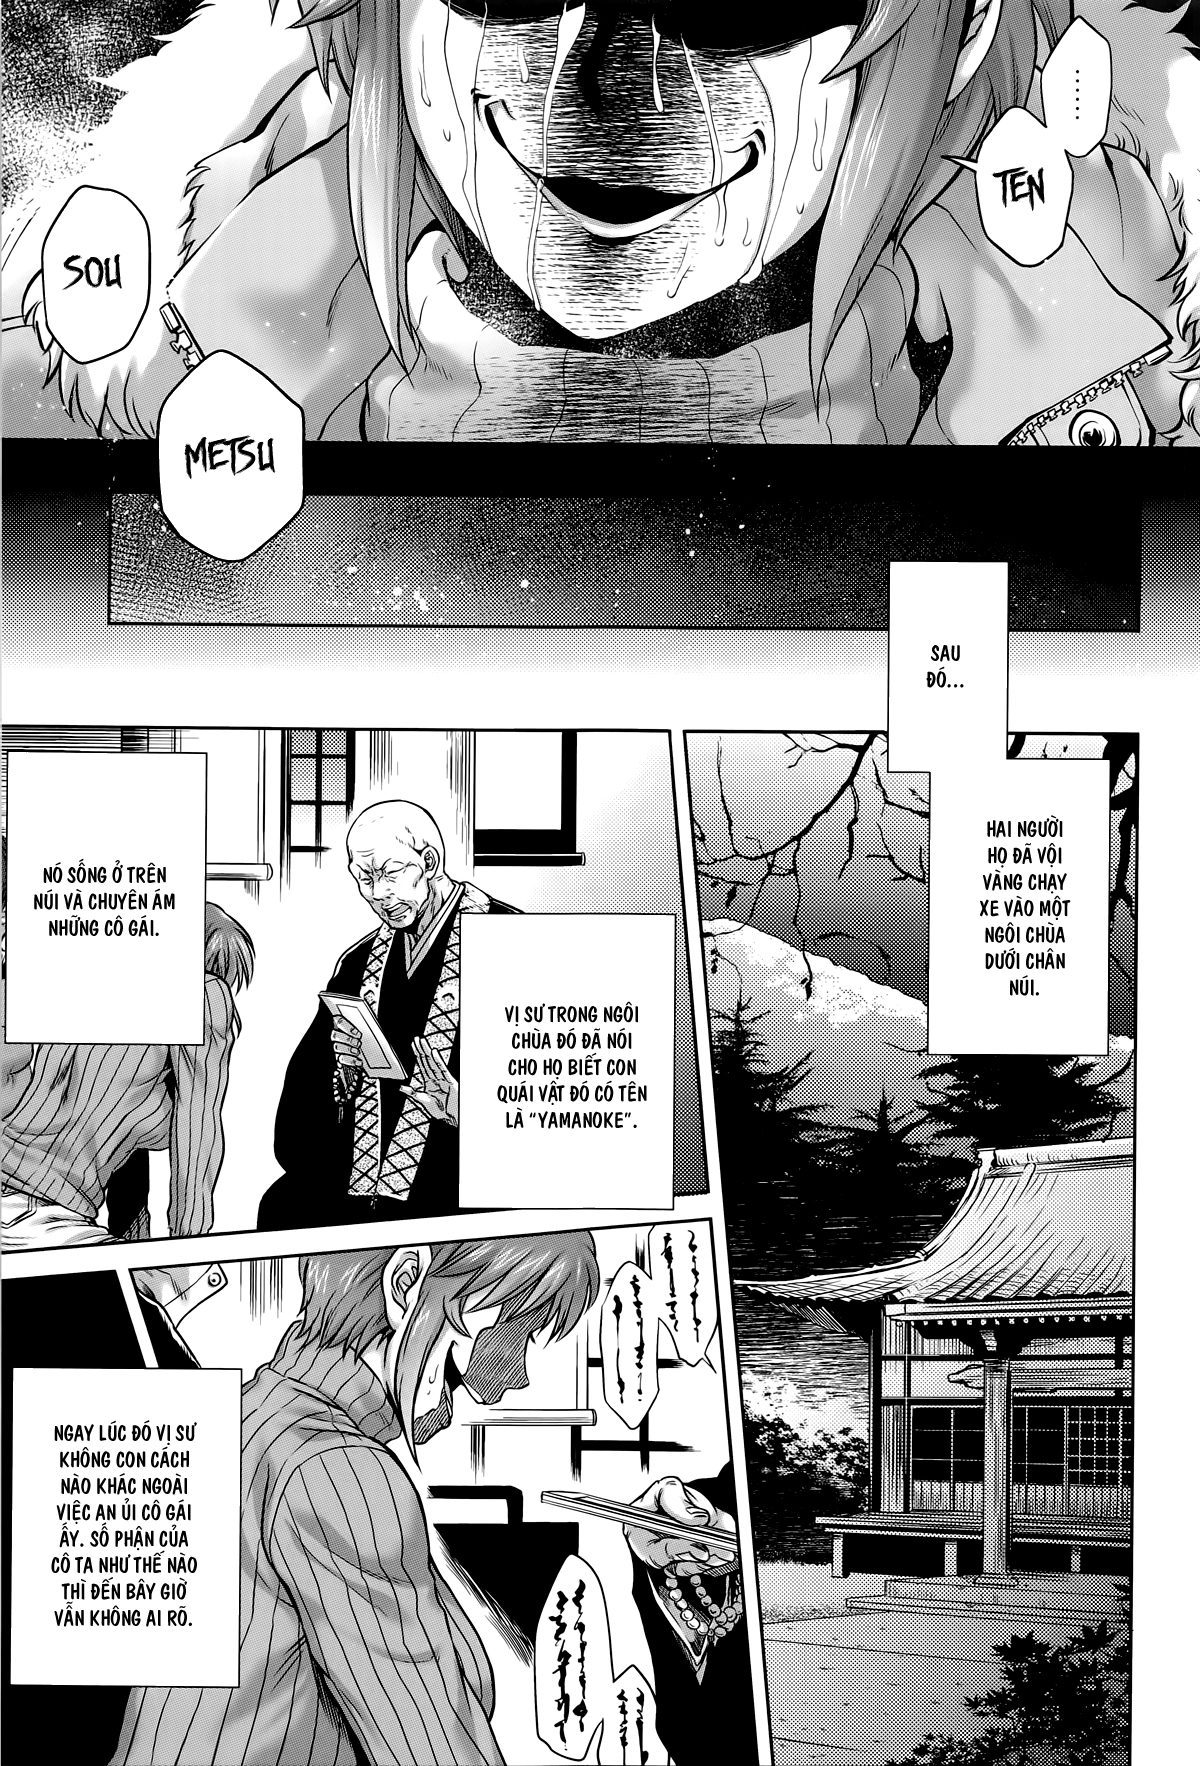 ......
TEN
SOU
METSU
SAU
ĐÓ...
HAI NGƯỜI
HỌ ĐÃ VỘI
VÀNG CHẠY
XE VÀO MỘT
NGÔI CHÙA
DƯỚI CHÂN
NÚI.
VỊ SƯ TRONG NGÔI
CHÙA ĐÓ ĐÃ NÓI
CHO HỌ BIẾT CON
QUÁI VẬT ĐÓ CÓ TÊN
LÀ “YAMANOKE”.
NÓ SỐNG Ở TRÊN
NÚI VÀ CHUYÊN ÁM
NHỮNG CÔ GÁI.
NGAY LÚC ĐÓ VỊ SƯ
KHÔNG CON CÁCH
NÀO KHÁC NGOÀI
VIỆC AN ỦI CÔ GÁI
ẤY. SỐ PHẬN CỦA
CÔ TA NHƯ THẾ NÀO
THÌ ĐẾN BÂY GIỜ
VẪN KHÔNG AI RÕ.